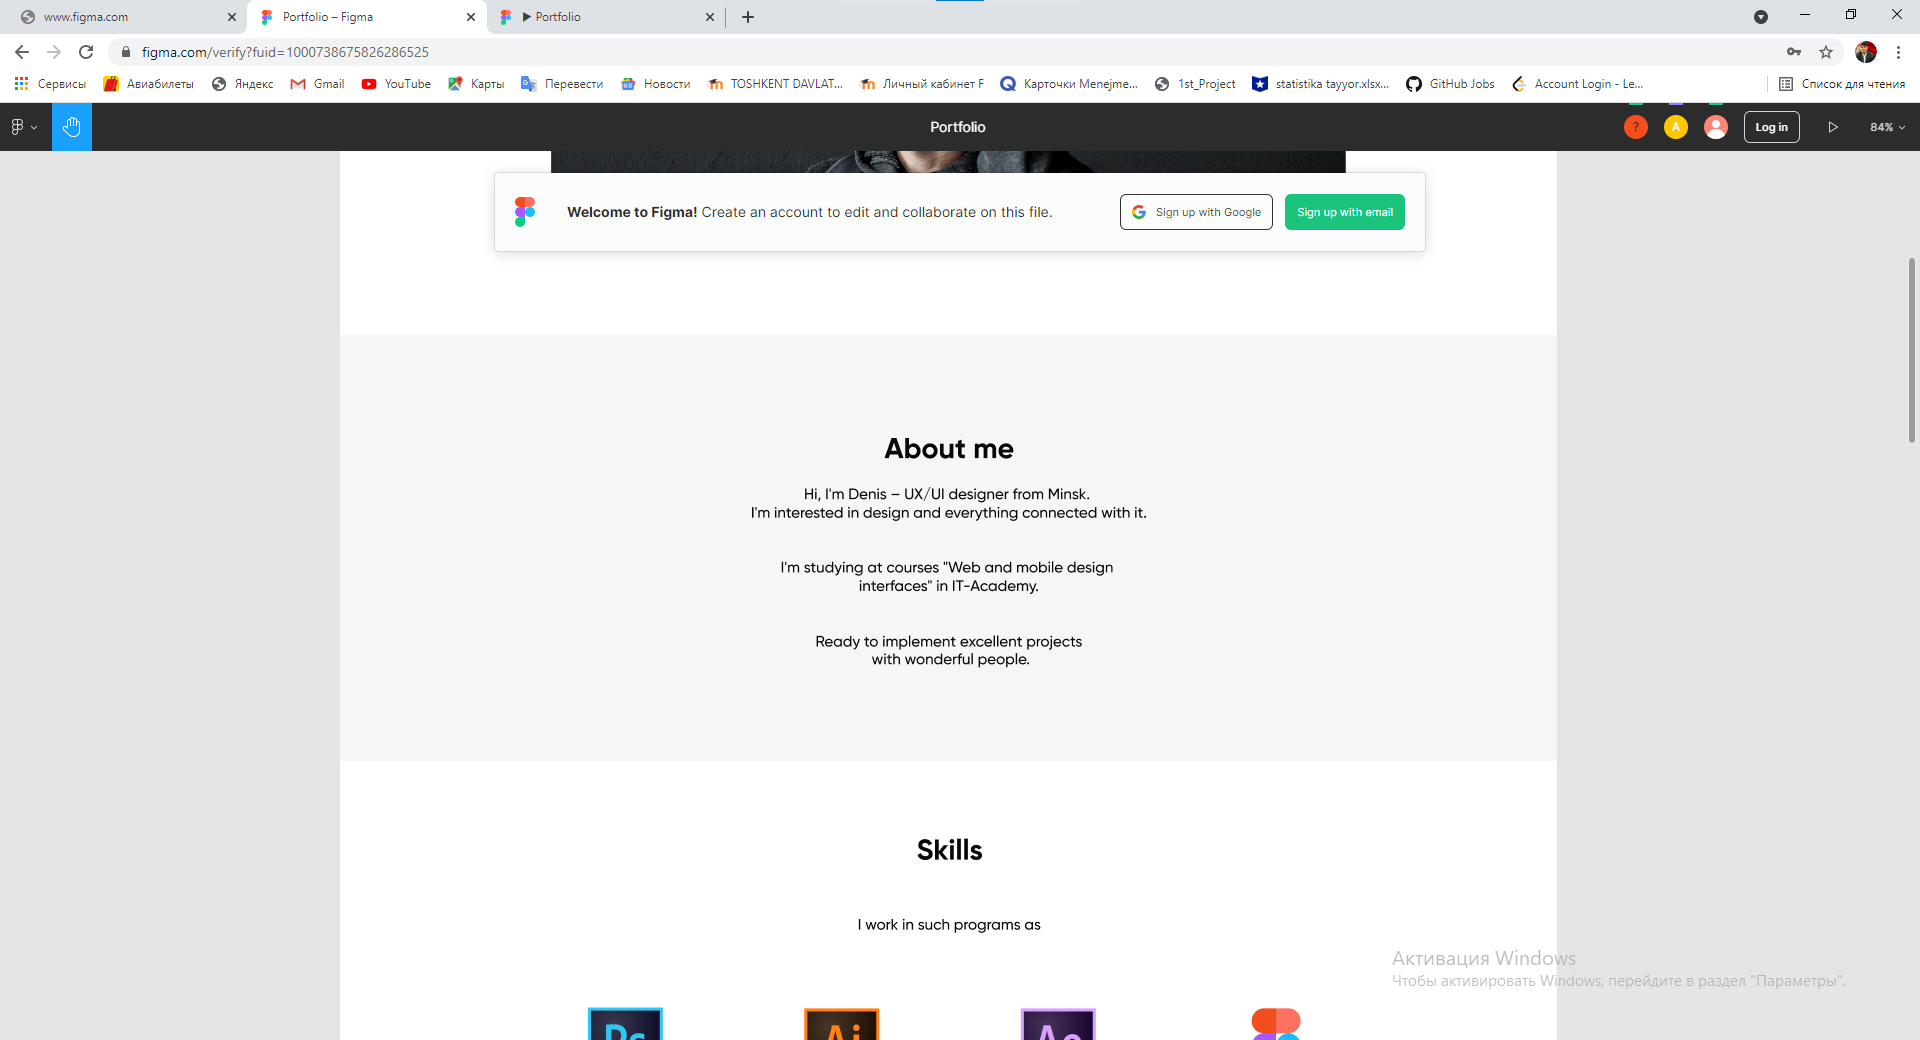 www.figma.com
Portfolio – Figma
Portfolio
figma.com/verify?fuid=1000738675826286525
Сервисы
Авиабилеты
Яндекс
Gmail
YouTube
Карты
Перевести
Новости
TOSHKENT DAVLAT...
Личный кабинет F
Карточки Menejme...
1st_Project
statistika tayyor.xlsx...
GitHub Jobs
Account Login - Le...
Список для чтения
Portfolio
?
A
Log in
84%
Welcome to Figma! Create an account to edit and collaborate on this file.
Sign up with Google
Sign up with email
About me
Hi, I'm Denis – UX/UI designer from Minsk.
I'm interested in design and everything connected with it.
I'm studying at courses "Web and mobile design
interfaces" in IT-Academy.
Ready to implement excellent projects
with wonderful people.
Skills
I work in such programs as
Активация Windows
Чтобы активировать Windows, перейдите в раздел "Параметры".
Ps
Ai
Ae